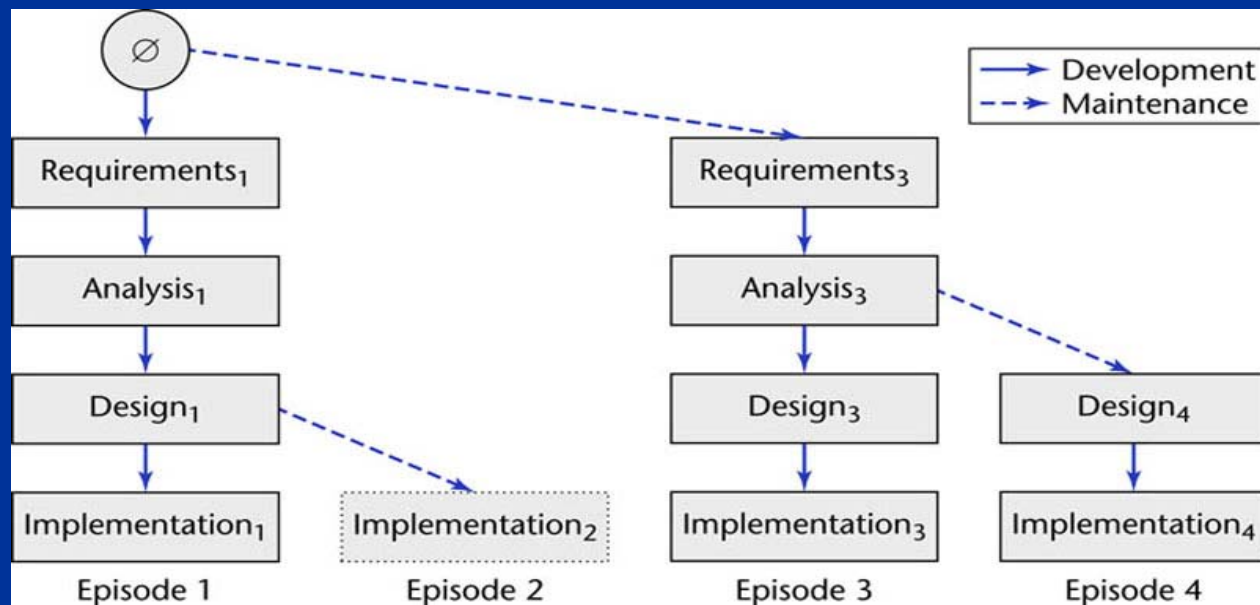 ∅
Development
Maintenance
Requirements₁
Requirements₃
Analysis₁
Analysis₃
Design₁
Design₃
Design₄
Implementation₁
Implementation₂
Implementation₃
Implementation₄
Episode 1
Episode 2
Episode 3
Episode 4